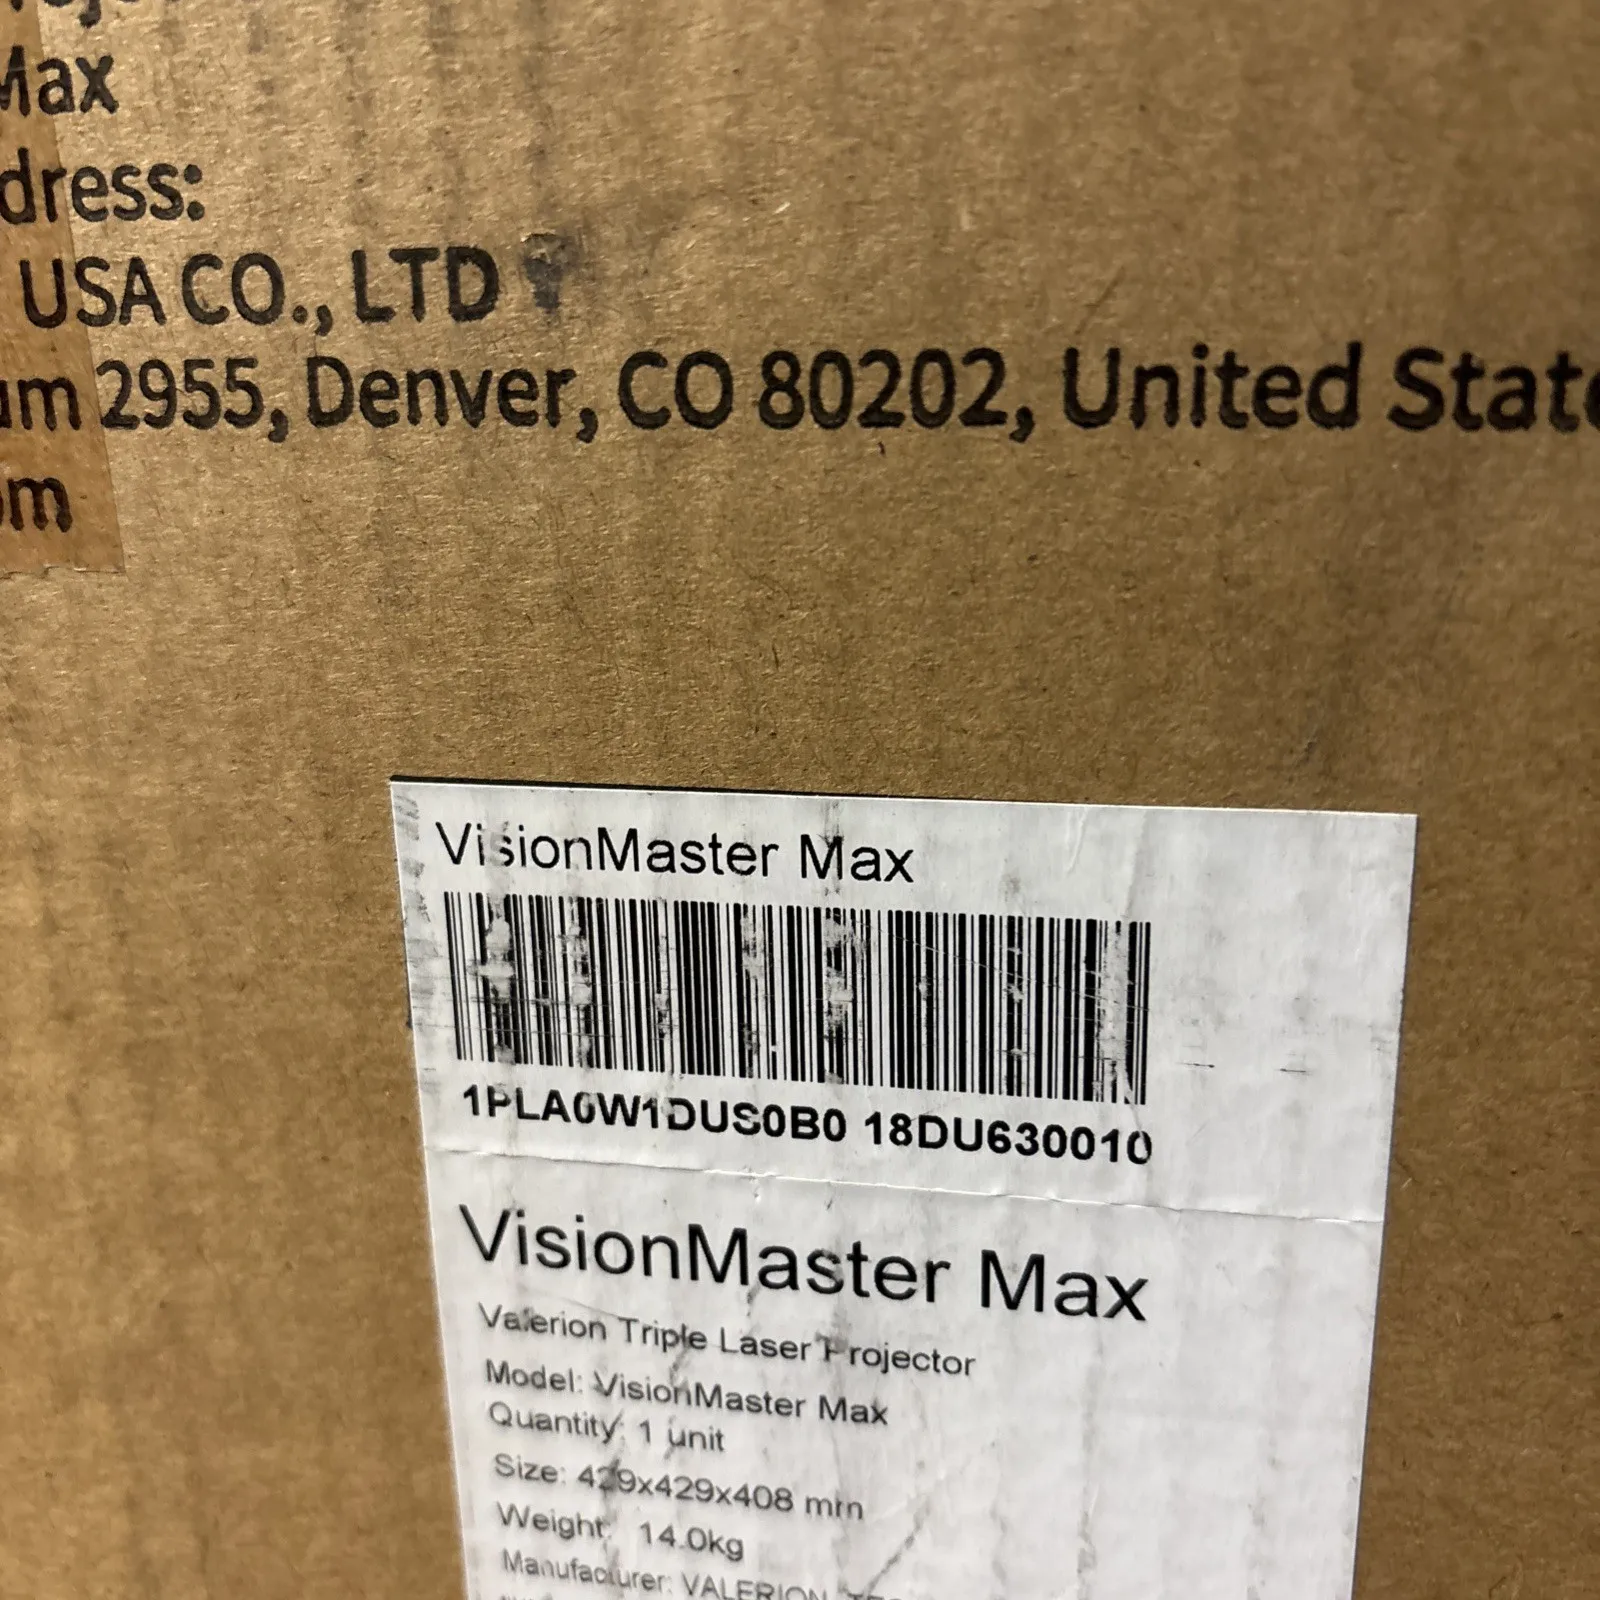 Max
dress:
USA CO., LTD
2955, Denver, CO 80202, United State
om
VisionMaster Max
1PLA0W1DUS0B0 18DU630010
VisionMaster Max
Valerion Triple Laser Projector
Model: VisionMaster Max
Quantity: 1 unit
Size: 429x429x408 mm
Weight: 14.0kg
Manufacturer: VALERION